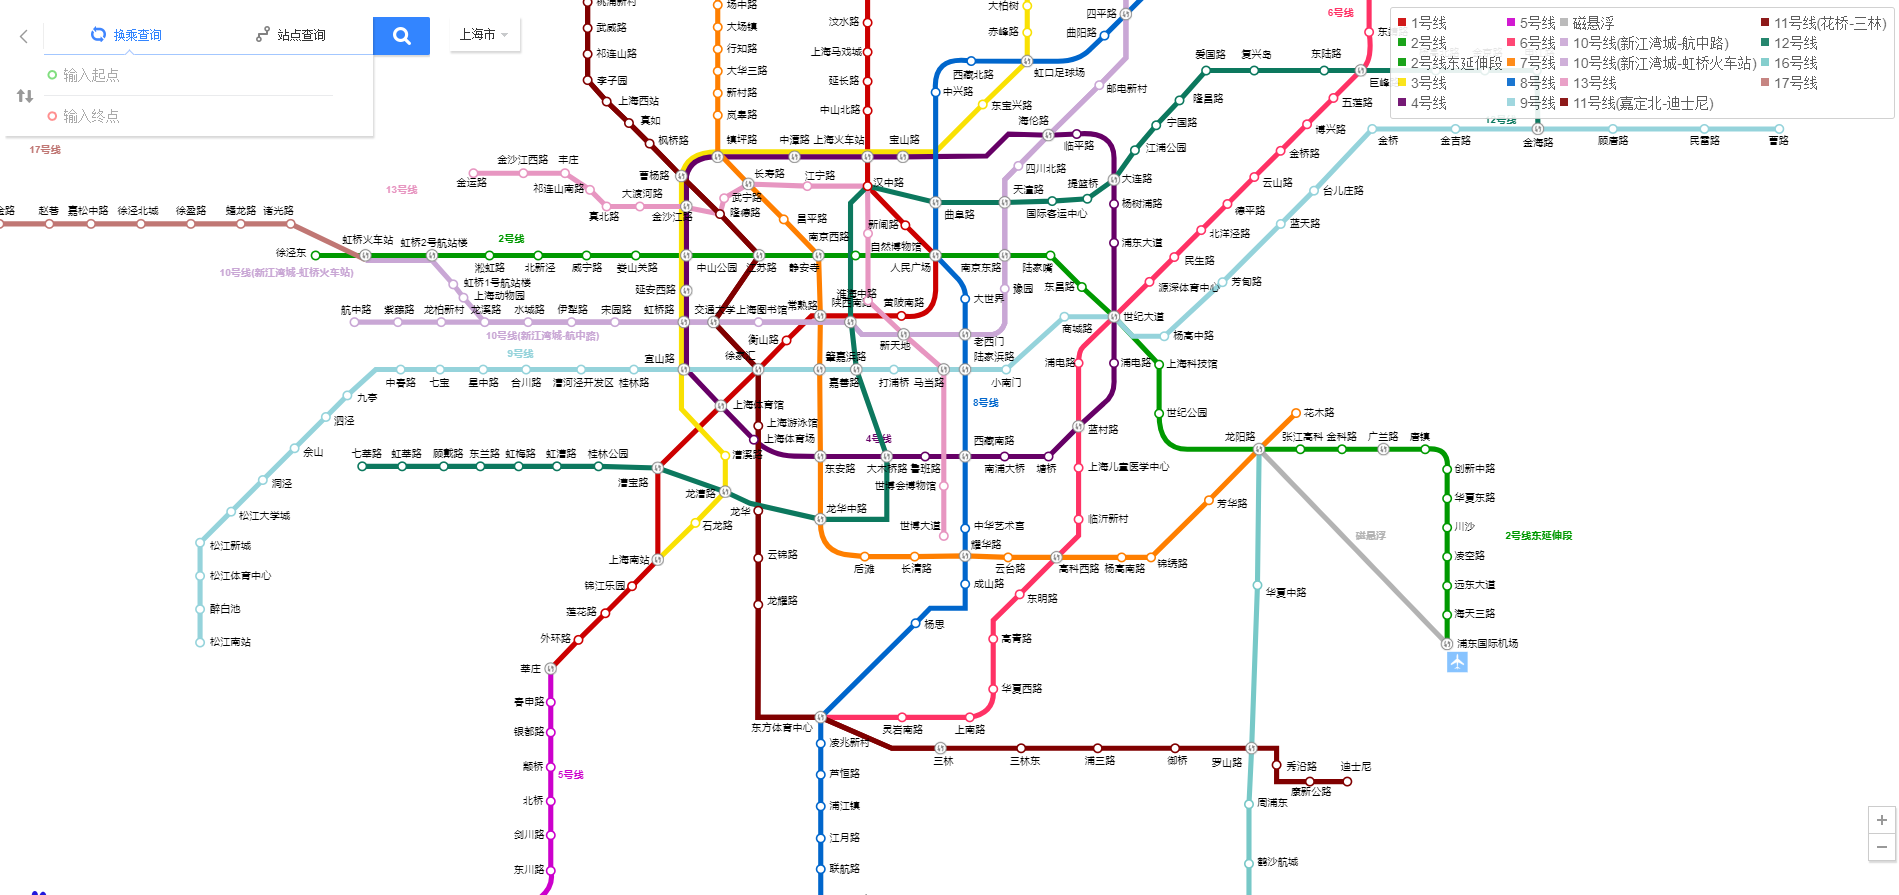 换乘查询
站点查询
上海市
输入起点
输入终点
1号线
2号线
2号线东延伸段
3号线
4号线
5号线
6号线
7号线
8号线
9号线
磁悬浮
10号线(新江湾城-航中路)
10号线(新江湾城-虹桥火车站)
13号线
11号线(嘉定北-迪士尼)
11号线(花桥-三林)
12号线
16号线
17号线
桃浦新村
武威路
祁连山路
李子园
上海西站
真如
枫桥路
曹杨路
场中路
大场镇
行知路
大华三路
新村路
岚皋路
镇坪路
汶水路
上海马戏城
延长路
中山北路
中潭路
上海火车站
宝山路
大柏树
赤峰路
虹口足球场
东宝兴路
西藏北路
中兴路
四平路
曲阳路
邮电新村
海伦路
临平路
四川北路
天潼路
提篮桥
国际客运中心
大连路
杨树浦路
浦东大道
江浦公园
宁国路
隆昌路
爱国路
复兴岛
东陆路
巨峰路
6号线
五莲路
博兴路
金桥路
云山路
德平路
北洋泾路
民生路
源深体育中心
12号线
金桥
金吉路
金海路
顾唐路
民雷路
曹路
台儿庄路
蓝天路
芳甸路
杨高中路
世纪大道
商城路
17号线
赵巷
嘉松中路
徐泾北城
徐盈路
蟠龙路
诸光路
虹桥火车站
徐泾东
虹桥2号航站楼
2号线
淞虹路
北新泾
威宁路
娄山关路
中山公园
江苏路
静安寺
南京西路
人民广场
南京东路
陆家嘴
东昌路
10号线(新江湾城-虹桥火车站)
虹桥1号航站楼
上海动物园
航中路
紫藤路
龙柏新村
龙溪路
水城路
伊犁路
宋园路
虹桥路
交通大学
上海图书馆
10号线(新江湾城-航中路)
13号线
金运路
金沙江西路
丰庄
祁连山南路
真北路
大渡河路
金沙江路
隆德路
武宁路
长寿路
江宁路
汉中路
昌平路
新闸路
自然博物馆
曲阜路
淮海中路
陕西南路
黄陂南路
常熟路
衡山路
延安西路
大世界
豫园
老西门
新天地
陆家浜路
小南门
马当路
打浦桥
嘉善路
肇嘉浜路
徐家汇
宜山路
9号线
桂林路
漕河泾开发区
合川路
星中路
七宝
中春路
九亭
泗泾
佘山
洞泾
松江大学城
松江新城
松江体育中心
醉白池
松江南站
七莘路
虹莘路
顾戴路
东兰路
虹梅路
虹漕路
桂林公园
漕宝路
龙漕路
漕溪路
石龙路
上海体育馆
上海游泳馆
上海体育场
4号线
8号线
东安路
大木桥路
鲁班路
西藏南路
南浦大桥
塘桥
蓝村路
浦电路
浦电路
上海科技馆
世纪公园
世博会博物馆
世博大道
龙华
龙华中路
云锦路
龙耀路
后滩
长清路
中华艺术宫
耀华路
成山路
杨思
云台路
高科西路
杨高南路
锦绣路
芳华路
龙阳路
花木路
张江高科
金科路
广兰路
唐镇
创新中路
华夏东路
川沙
凌空路
远东大道
海天三路
浦东国际机场
磁悬浮
2号线东延伸段
上海儿童医学中心
临沂新村
东明路
高青路
华夏西路
上南路
灵岩南路
东方体育中心
凌兆新村
芦恒路
浦江镇
江月路
联航路
三林
三林东
浦三路
御桥
罗山路
秀沿路
康新公路
迪士尼
华夏中路
周浦东
鹤沙航城
上海南站
锦江乐园
莲花路
外环路
莘庄
春申路
银都路
颛桥
5号线
北桥
剑川路
东川路